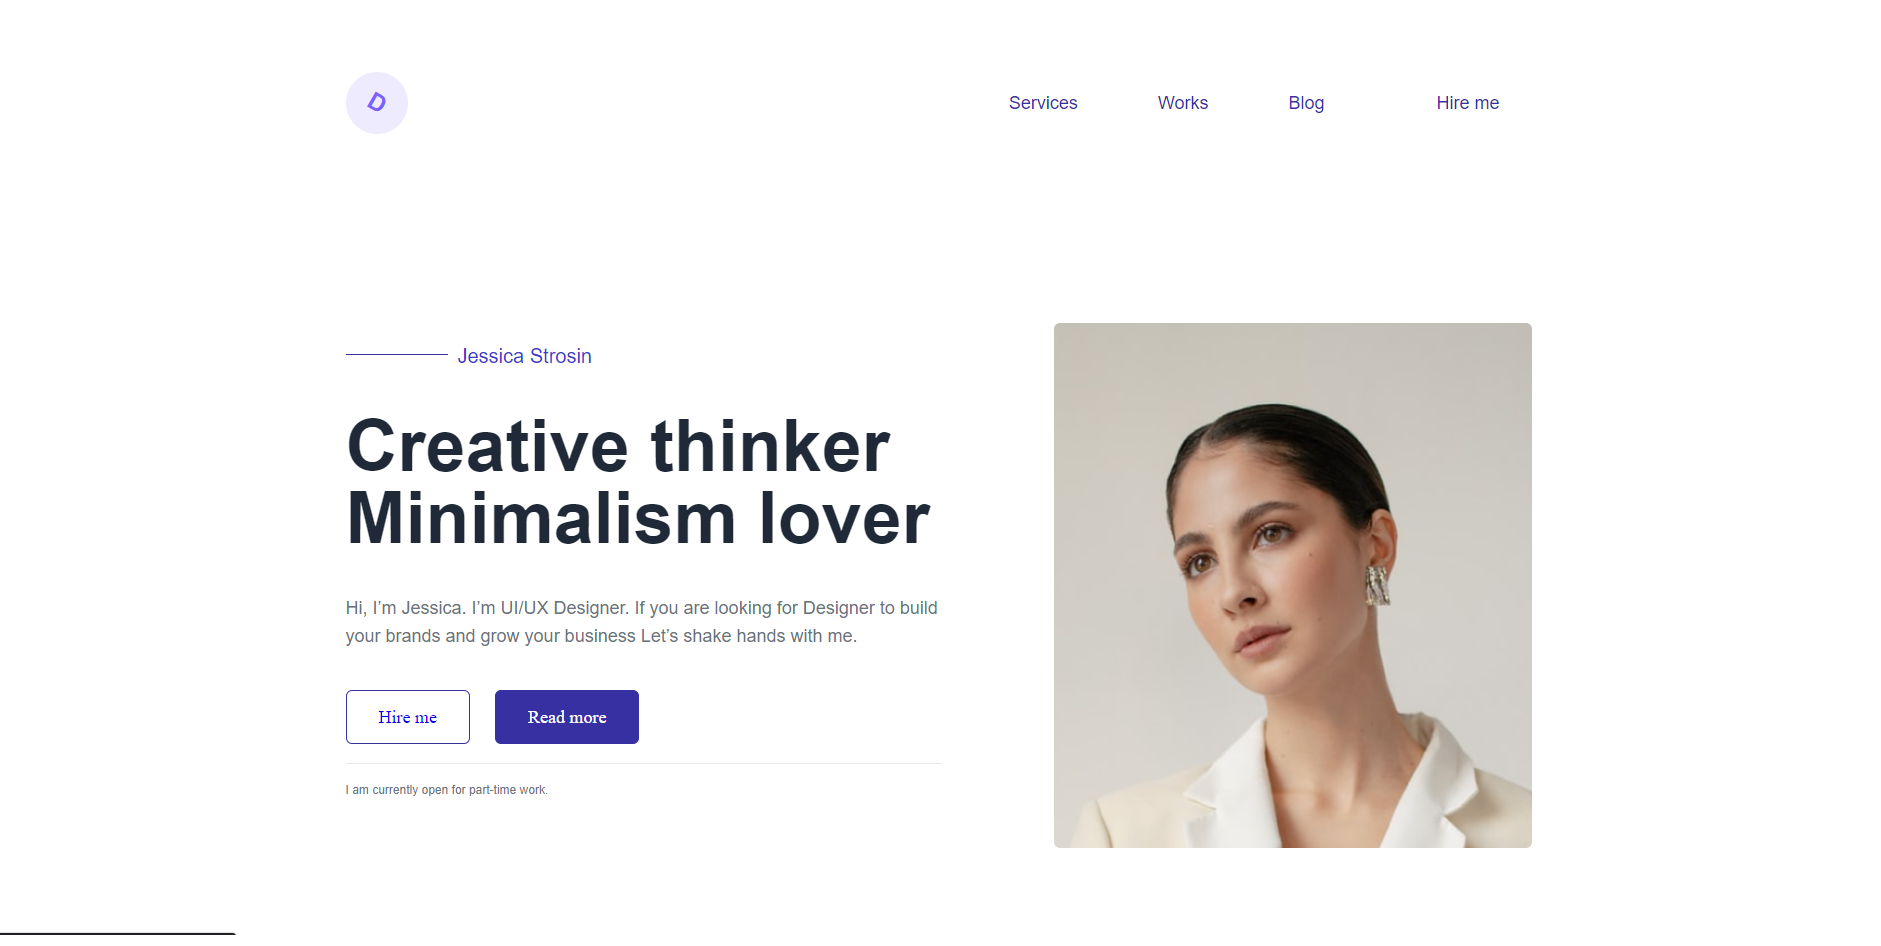 D
Services Works Blog Hire me
Jessica Strosin
Creative thinker
Minimalism lover
Hi, I’m Jessica. I’m UI/UX Designer. If you are looking for Designer to build
your brands and grow your business Let’s shake hands with me.
Hire me Read more
I am currently open for part-time work.